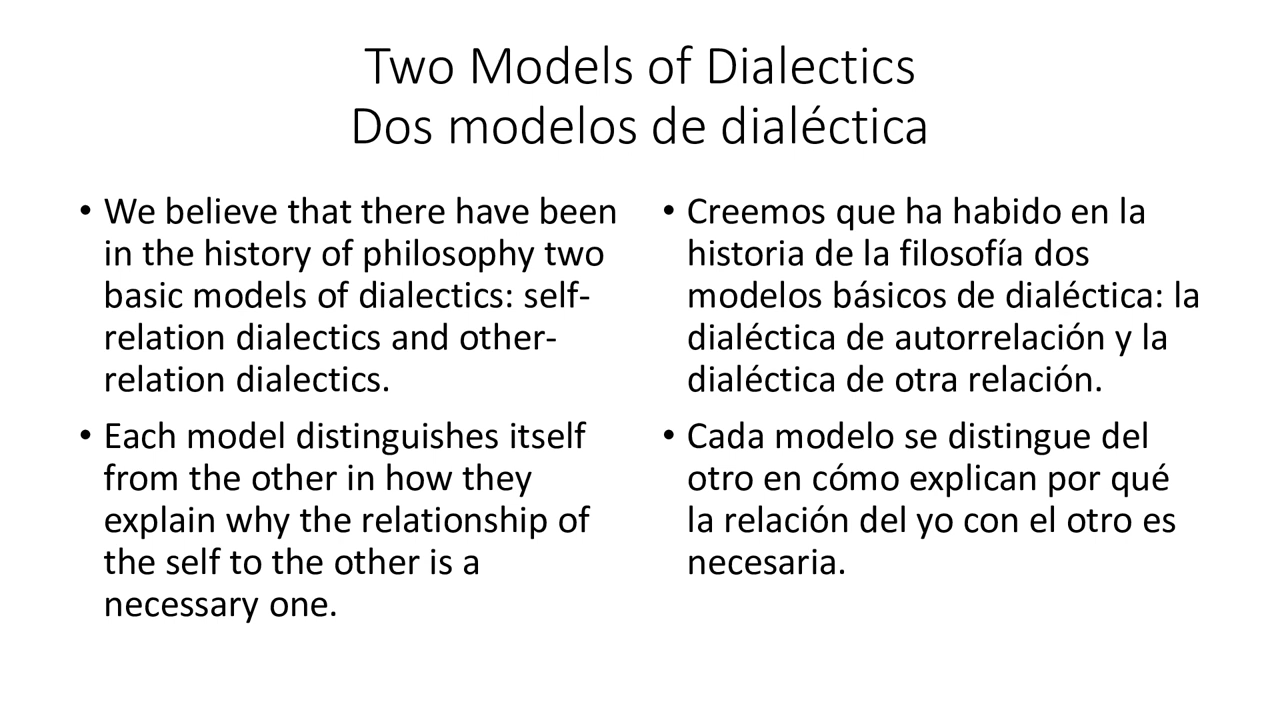 Two Models of Dialectics
Dos modelos de dialéctica
• We believe that there have been
in the history of philosophy two
basic models of dialectics: self-
relation dialectics and other-
relation dialectics.
• Each model distinguishes itself
from the other in how they
explain why the relationship of
the self to the other is a
necessary one.
• Creemos que ha habido en la
historia de la filosofía dos
modelos básicos de dialéctica: la
dialéctica de autorrelación y la
dialéctica de otra relación.
• Cada modelo se distingue del
otro en cómo explican por qué
la relación del yo con el otro es
necesaria.